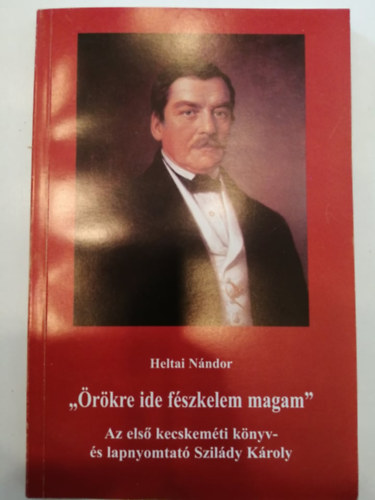 Heltai Nándor
„Örökre ide fészkelem magam”
Az első kecskeméti könyv-
és lapnyomtató Szilády Károly